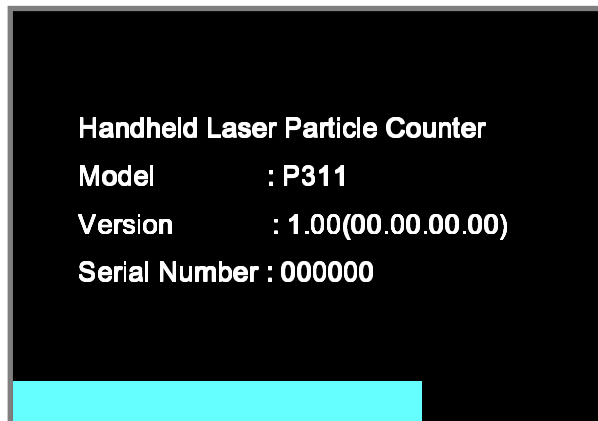 Handheld Laser Particle Counter
Model : P311
Version : 1.00(00.00.00.00)
Serial Number : 000000